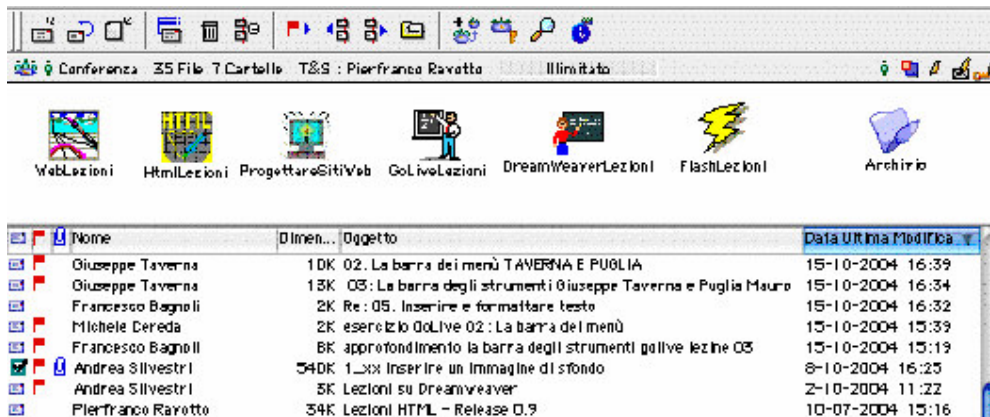 Conferenza 35 File 7 Cartelle T&S : Pierfranco Ravotto Illimitato
WebLezioni HtmlLezioni ProgettareSitiWeb GoLiveLezioni DreamWeaverLezioni FlashLezioni Archivio
Nome Dimen... Oggetto Data Ultima Modifica
Giuseppe Taverna 10K 02. La barra dei menù TAVERNA E PUGLIA 15-10-2004 16:39
Giuseppe Taverna 13K 03: La barra degli strumenti Giuseppe Taverna e Puglia Mauro 15-10-2004 16:34
Francesco Bagnoli 2K Re: 05. Inserire e formattare testo 15-10-2004 16:32
Michele Cereda 2K esercizio GoLive 02 : La barra dei menù 15-10-2004 15:39
Francesco Bagnoli 8K approfondimento la barra degli strumenti golive lezine 03 15-10-2004 15:19
Andrea Silvestri 540K 1_xx Inserire un immagine di sfondo 8-10-2004 16:25
Andrea Silvestri 3K Lezioni su Dreamweaver 2-10-2004 11:22
Pierfranco Ravotto 34K Lezioni HTML - Release 0.9 10-07-2004 15:16